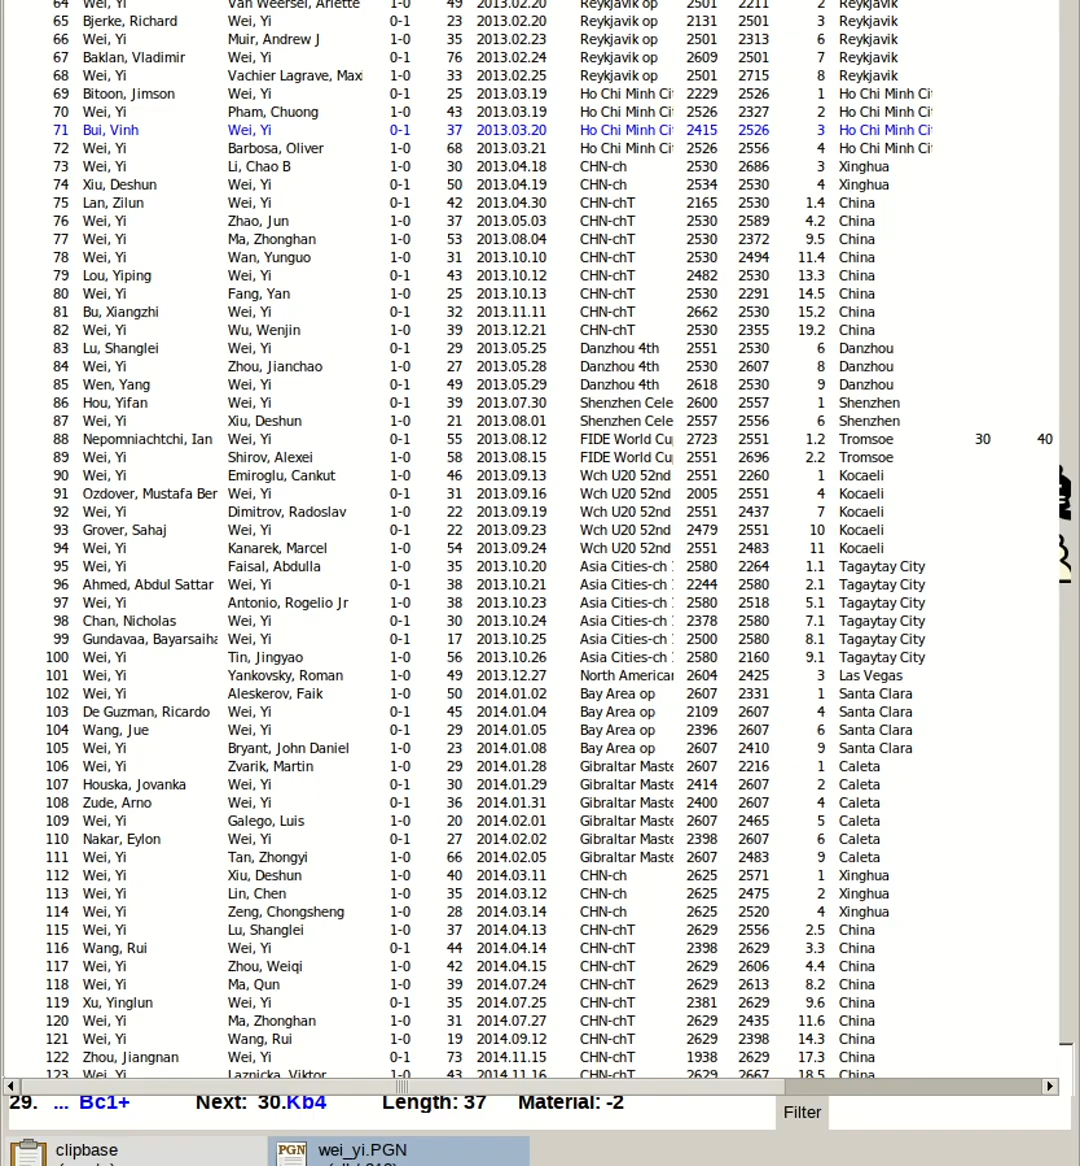 64 Wei, Yi Van Weersel, Arlette 1-0 49 2013.02.20 Reykjavik op 2501 2211 2 Reykjavik
65 Bjerke, Richard Wei, Yi 0-1 23 2013.02.20 Reykjavik op 2131 2501 3 Reykjavik
66 Wei, Yi Muir, Andrew J 1-0 35 2013.02.23 Reykjavik op 2501 2313 6 Reykjavik
67 Baklan, Vladimir Wei, Yi 0-1 76 2013.02.24 Reykjavik op 2609 2501 7 Reykjavik
68 Wei, Yi Vachier Lagrave, Maxi 1-0 33 2013.02.25 Reykjavik op 2501 2715 8 Reykjavik
69 Bitoon, Jimson Wei, Yi 0-1 25 2013.03.19 Ho Chi Minh Ci 2229 2526 1 Ho Chi Minh Ci
70 Wei, Yi Pham, Chuong 1-0 43 2013.03.19 Ho Chi Minh Ci 2526 2327 2 Ho Chi Minh Ci
71 Bui, Vinh Wei, Yi 0-1 37 2013.03.20 Ho Chi Minh Ci 2415 2526 3 Ho Chi Minh Ci
72 Wei, Yi Barbosa, Oliver 1-0 68 2013.03.21 Ho Chi Minh Ci 2526 2556 4 Ho Chi Minh Ci
73 Wei, Yi Li, Chao B 1-0 30 2013.04.18 CHN-ch 2530 2686 3 Xinghua
74 Xiu, Deshun Wei, Yi 0-1 50 2013.04.19 CHN-ch 2534 2530 4 Xinghua
75 Lan, Zilun Wei, Yi 0-1 42 2013.04.30 CHN-chT 2165 2530 1.4 China
76 Wei, Yi Zhao, Jun 1-0 37 2013.05.03 CHN-chT 2530 2589 4.2 China
77 Wei, Yi Ma, Zhonghan 1-0 53 2013.08.04 CHN-chT 2530 2372 9.5 China
78 Wei, Yi Wan, Yunguo 1-0 31 2013.10.10 CHN-chT 2530 2494 11.4 China
79 Lou, Yiping Wei, Yi 0-1 43 2013.10.12 CHN-chT 2482 2530 13.3 China
80 Wei, Yi Fang, Yan 1-0 25 2013.10.13 CHN-chT 2530 2291 14.5 China
81 Bu, Xiangzhi Wei, Yi 0-1 32 2013.11.11 CHN-chT 2662 2530 15.2 China
82 Wei, Yi Wu, Wenjin 1-0 39 2013.12.21 CHN-chT 2530 2355 19.2 China
83 Lu, Shanglei Wei, Yi 0-1 29 2013.05.25 Danzhou 4th 2551 2530 6 Danzhou
84 Wei, Yi Zhou, Jianchao 1-0 27 2013.05.28 Danzhou 4th 2530 2607 8 Danzhou
85 Wen, Yang Wei, Yi 0-1 49 2013.05.29 Danzhou 4th 2618 2530 9 Danzhou
86 Hou, Yifan Wei, Yi 0-1 39 2013.07.30 Shenzhen Cele 2600 2557 1 Shenzhen
87 Wei, Yi Xiu, Deshun 1-0 21 2013.08.01 Shenzhen Cele 2557 2556 6 Shenzhen
88 Nepomniachtchi, Ian Wei, Yi 0-1 55 2013.08.12 FIDE World Cu 2723 2551 1.2 Tromsoe 30 40
89 Wei, Yi Shirov, Alexei 1-0 58 2013.08.15 FIDE World Cu 2551 2696 2.2 Tromsoe
90 Wei, Yi Emiroglu, Cankut 1-0 46 2013.09.13 Wch U20 52nd 2551 2260 1 Kocaeli
91 Ozdover, Mustafa Ber Wei, Yi 0-1 31 2013.09.16 Wch U20 52nd 2005 2551 4 Kocaeli
92 Wei, Yi Dimitrov, Radoslav 1-0 22 2013.09.19 Wch U20 52nd 2551 2437 7 Kocaeli
93 Grover, Sahaj Wei, Yi 0-1 22 2013.09.23 Wch U20 52nd 2479 2551 10 Kocaeli
94 Wei, Yi Kanarek, Marcel 1-0 54 2013.09.24 Wch U20 52nd 2551 2483 11 Kocaeli
95 Wei, Yi Faisal, Abdulla 1-0 35 2013.10.20 Asia Cities-ch 2580 2264 1.1 Tagaytay City
96 Ahmed, Abdul Sattar Wei, Yi 0-1 38 2013.10.21 Asia Cities-ch 2244 2580 2.1 Tagaytay City
97 Wei, Yi Antonio, Rogelio Jr 1-0 38 2013.10.23 Asia Cities-ch 2580 2518 5.1 Tagaytay City
98 Chan, Nicholas Wei, Yi 0-1 30 2013.10.24 Asia Cities-ch 2378 2580 7.1 Tagaytay City
99 Gundavaa, Bayarsaiha Wei, Yi 0-1 17 2013.10.25 Asia Cities-ch 2500 2580 8.1 Tagaytay City
100 Wei, Yi Tin, Jingyao 1-0 56 2013.10.26 Asia Cities-ch 2580 2160 9.1 Tagaytay City
101 Wei, Yi Yankovsky, Roman 1-0 49 2013.12.27 North American 2604 2425 3 Las Vegas
102 Wei, Yi Aleskerov, Faik 1-0 50 2014.01.02 Bay Area op 2607 2331 1 Santa Clara
103 De Guzman, Ricardo Wei, Yi 0-1 45 2014.01.04 Bay Area op 2109 2607 4 Santa Clara
104 Wang, Jue Wei, Yi 0-1 29 2014.01.05 Bay Area op 2396 2607 6 Santa Clara
105 Wei, Yi Bryant, John Daniel 1-0 23 2014.01.08 Bay Area op 2607 2410 9 Santa Clara
106 Wei, Yi Zvarik, Martin 1-0 29 2014.01.28 Gibraltar Maste 2607 2216 1 Caleta
107 Houska, Jovanka Wei, Yi 0-1 30 2014.01.29 Gibraltar Maste 2414 2607 2 Caleta
108 Zude, Arno Wei, Yi 0-1 36 2014.01.31 Gibraltar Maste 2400 2607 4 Caleta
109 Wei, Yi Galego, Luis 1-0 20 2014.02.01 Gibraltar Maste 2607 2465 5 Caleta
110 Nakar, Eylon Wei, Yi 0-1 27 2014.02.02 Gibraltar Maste 2398 2607 6 Caleta
111 Wei, Yi Tan, Zhongyi 1-0 66 2014.02.05 Gibraltar Maste 2607 2483 9 Caleta
112 Wei, Yi Xiu, Deshun 1-0 40 2014.03.11 CHN-ch 2625 2571 1 Xinghua
113 Wei, Yi Lin, Chen 1-0 35 2014.03.12 CHN-ch 2625 2475 2 Xinghua
114 Wei, Yi Zeng, Chongsheng 1-0 28 2014.03.14 CHN-ch 2625 2520 4 Xinghua
115 Wei, Yi Lu, Shanglei 1-0 37 2014.04.13 CHN-chT 2629 2556 2.5 China
116 Wang, Rui Wei, Yi 0-1 44 2014.04.14 CHN-chT 2398 2629 3.3 China
117 Wei, Yi Zhou, Weiqi 1-0 42 2014.04.15 CHN-chT 2629 2606 4.4 China
118 Wei, Yi Ma, Qun 1-0 39 2014.07.24 CHN-chT 2629 2613 8.2 China
119 Xu, Yinglun Wei, Yi 0-1 35 2014.07.25 CHN-chT 2381 2629 9.6 China
120 Wei, Yi Ma, Zhonghan 1-0 31 2014.07.27 CHN-chT 2629 2435 11.6 China
121 Wei, Yi Wang, Rui 1-0 19 2014.09.12 CHN-chT 2629 2398 14.3 China
122 Zhou, Jiangnan Wei, Yi 0-1 73 2014.11.15 CHN-chT 1938 2629 17.3 China
123 Wei, Yi Laznicka, Viktor 1-0 43 2014.11.16 CHN-chT 2629 2667 18.5 China
29. ... Bc1+ Next: 30.Kb4 Length: 37 Material: -2
Filter
clipbase
PGN wei_yi.PGN